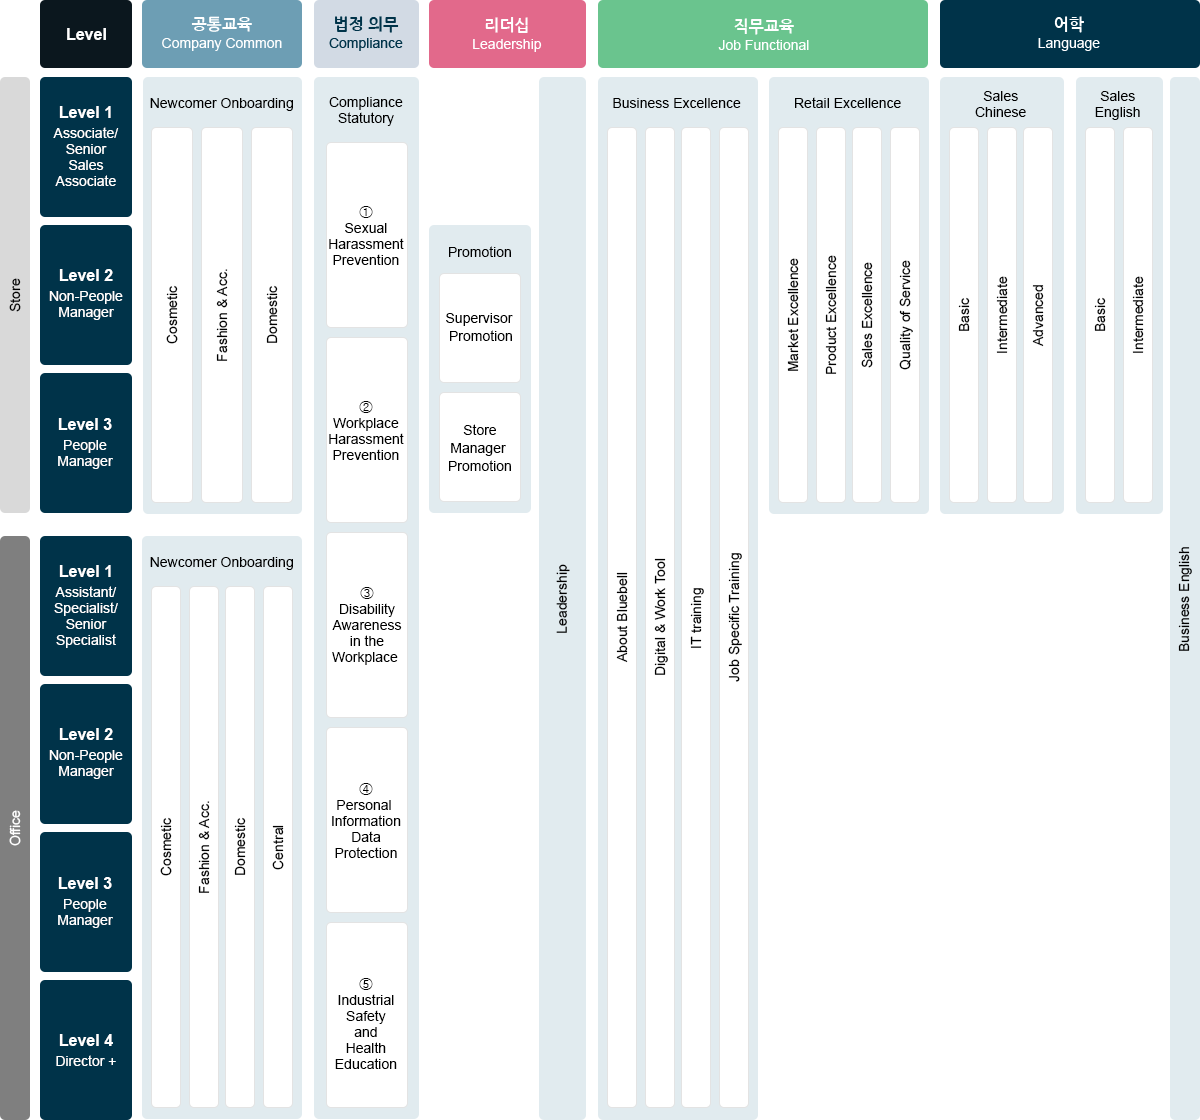 Level
공통교육
Company Common
법정 의무
Compliance
리더십
Leadership
직무교육
Job Functional
어학
Language
Store
Level 1
Associate/
Senior
Sales
Associate
Level 2
Non-People
Manager
Level 3
People
Manager
Newcomer Onboarding
Cosmetic
Fashion & Acc.
Domestic
Compliance
Statutory
①
Sexual
Harassment
Prevention
②
Workplace
Harassment
Prevention
③
Disability
Awareness
in the
Workplace
④
Personal
Information
Data
Protection
⑤
Industrial
Safety
and
Health
Education
Promotion
Supervisor
Promotion
Store
Manager
Promotion
Leadership
Business Excellence
About Bluebell
Digital & Work Tool
IT training
Job Specific Training
Retail Excellence
Market Excellence
Product Excellence
Sales Excellence
Quality of Service
Sales
Chinese
Basic
Intermediate
Advanced
Sales
English
Basic
Intermediate
Business English
Office
Level 1
Assistant/
Specialist/
Senior
Specialist
Level 2
Non-People
Manager
Level 3
People
Manager
Level 4
Director +
Newcomer Onboarding
Cosmetic
Fashion & Acc.
Domestic
Central